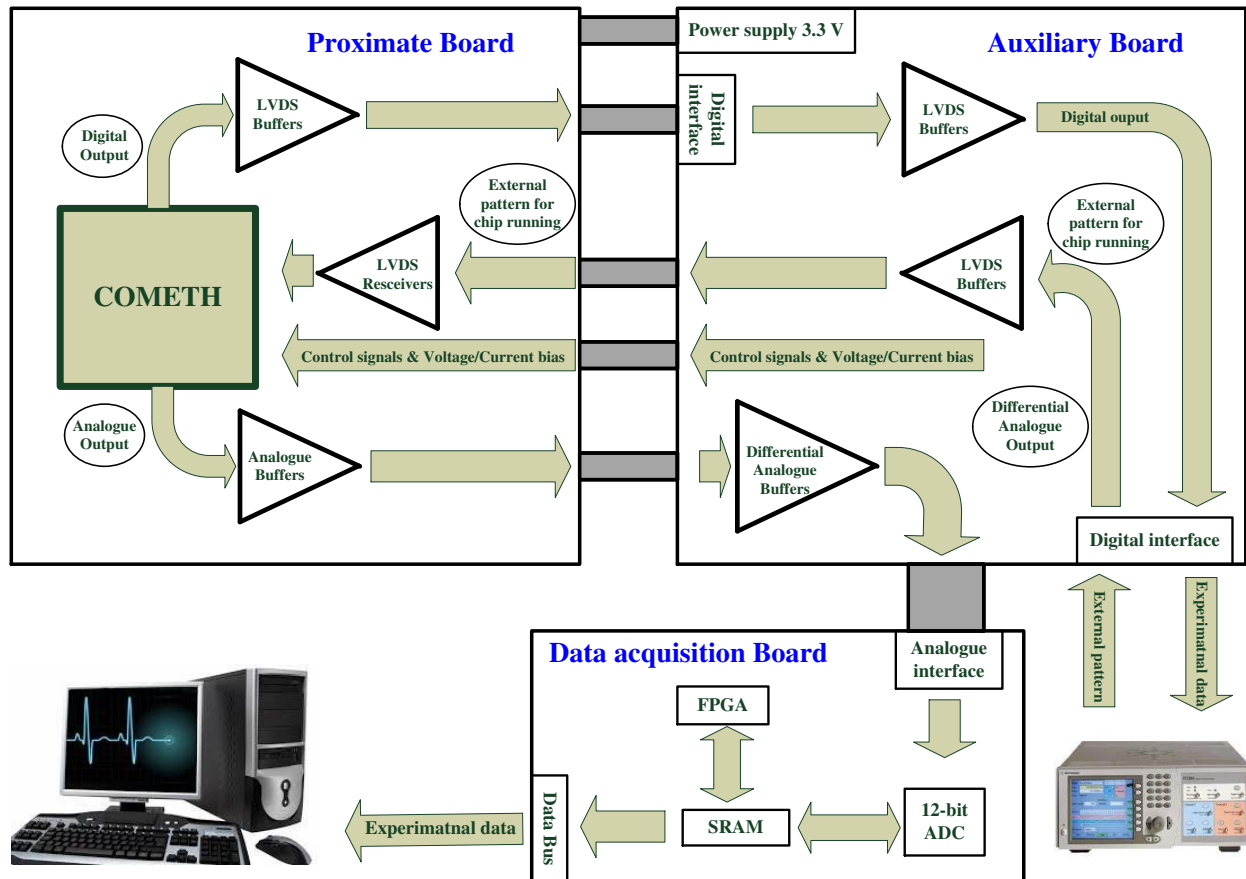 Proximate Board
Power supply 3.3 V
Auxiliary Board
LVDS
Buffers
Digital
Output
Digital
interface
LVDS
Buffers
Digital ouput
External
pattern for
chip running
External
pattern for
chip running
COMETH
LVDS
Resceivers
LVDS
Buffers
Control signals & Voltage/Current bias
Control signals & Voltage/Current bias
Analogue
Output
Analogue
Buffers
Differential
Analogue
Buffers
Differential
Analogue
Output
Digital interface
External pattern
Experimatnal data
Data acquisition Board
Analogue
interface
FPGA
SRAM
12-bit
ADC
Data Bus
Experimatnal data